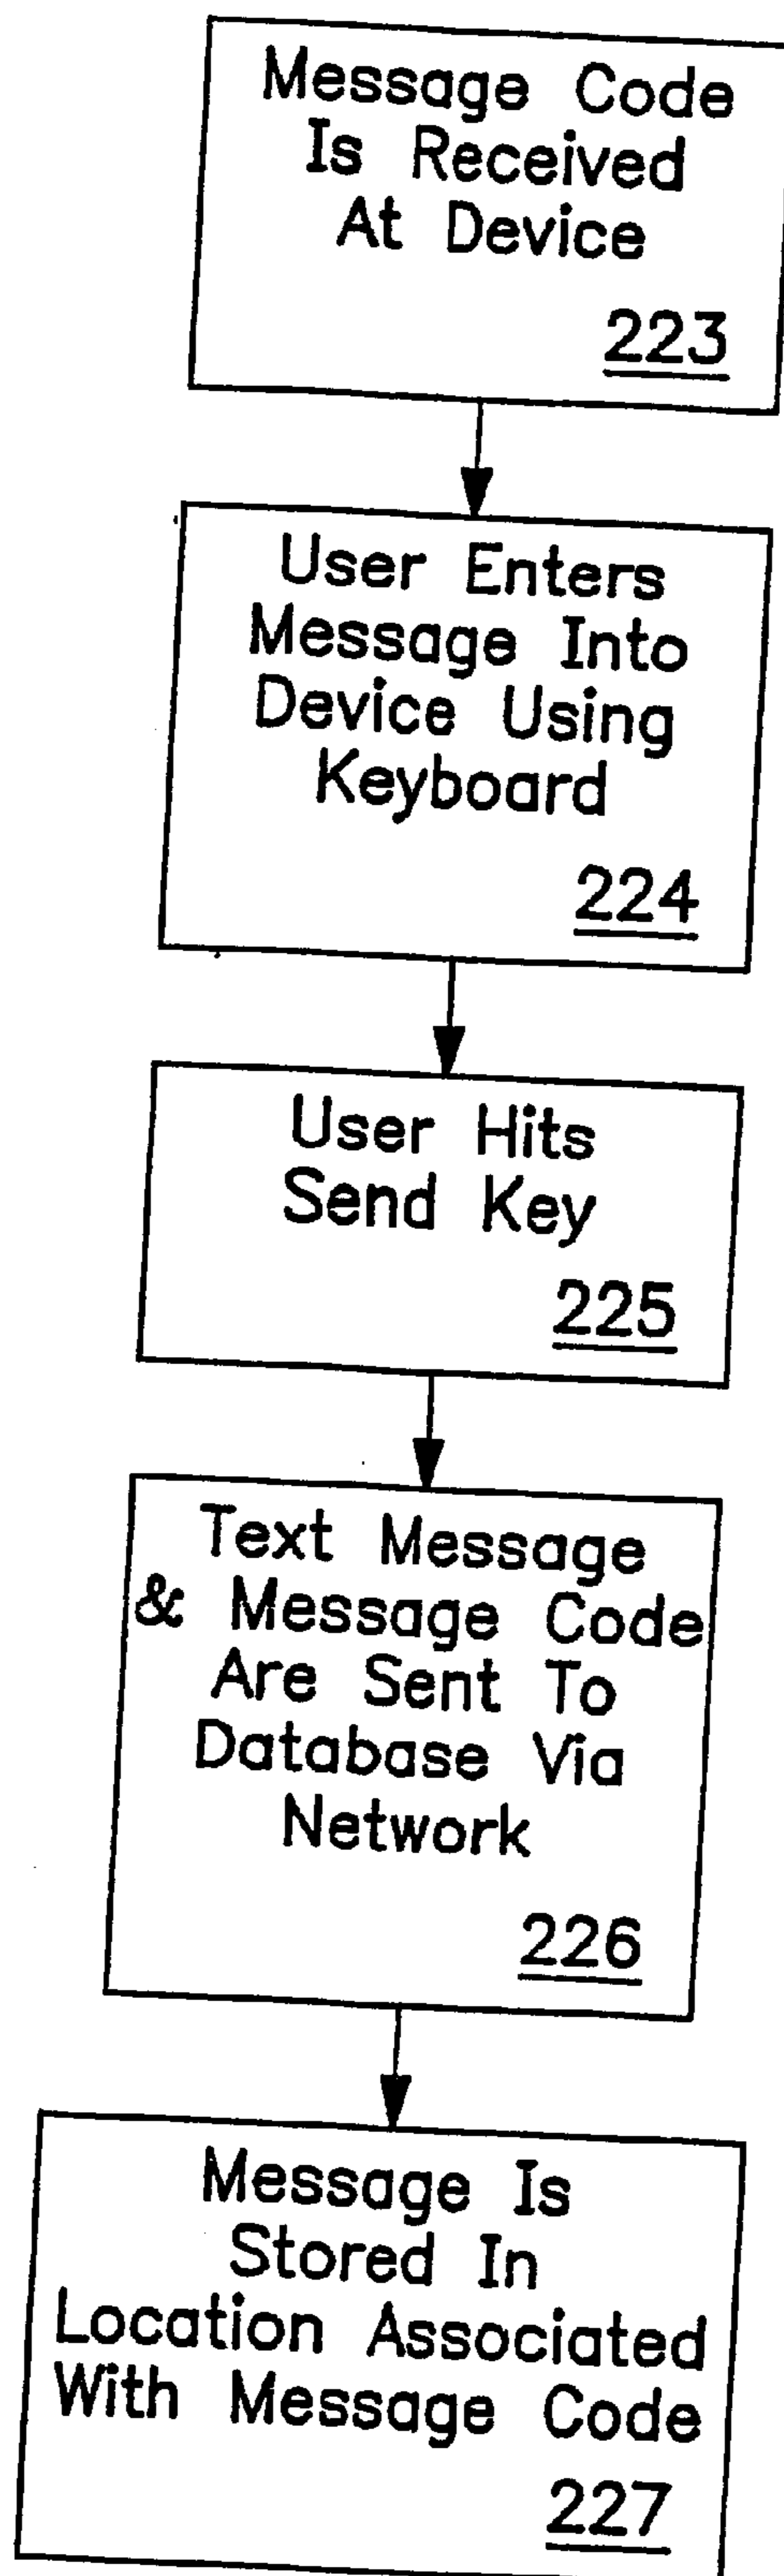 Message Code
Is Received
At Device
223
User Enters
Message Into
Device Using
Keyboard
224
User Hits
Send Key
225
Text Message
& Message Code
Are Sent To
Database Via
Network
226
Message Is
Stored In
Location Associated
With Message Code
227